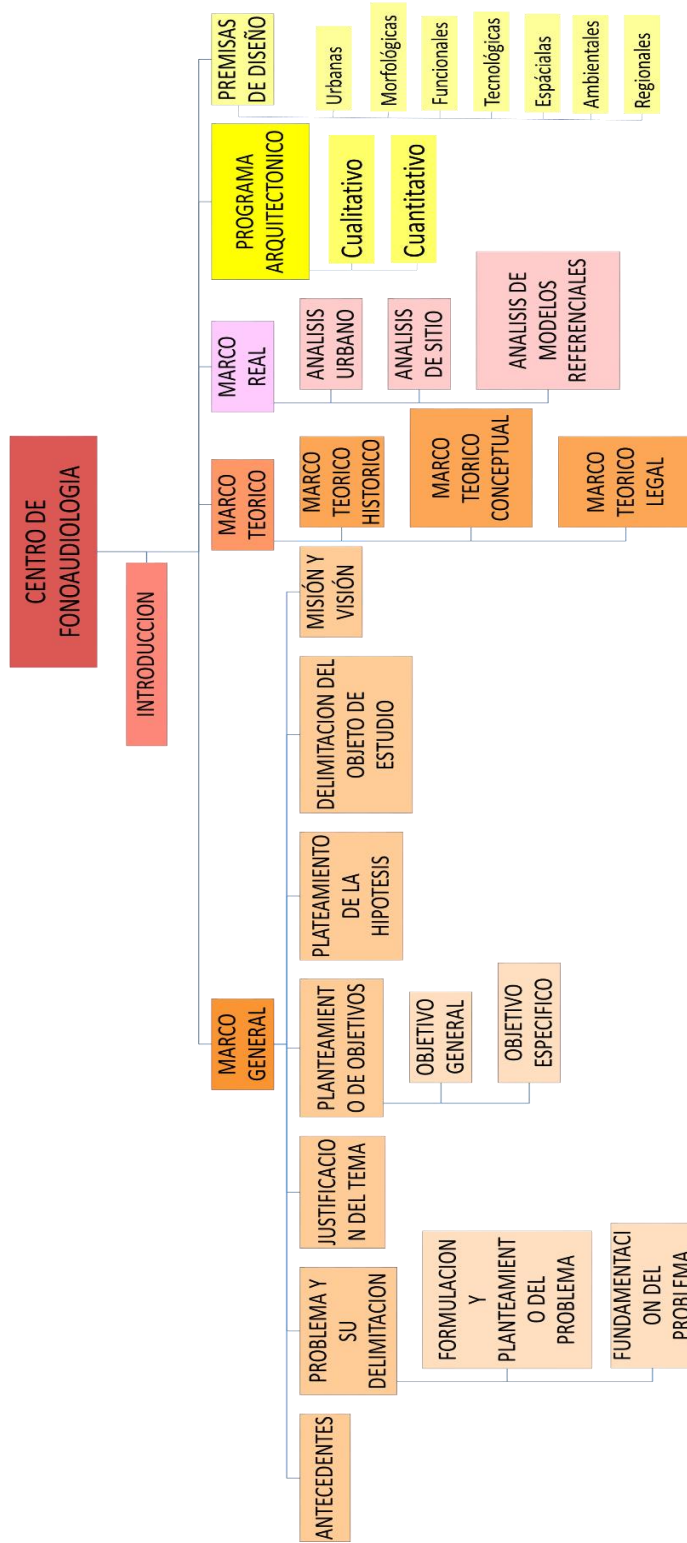 CENTRO DE
FONOAUDIOLOGIA
INTRODUCCION
MARCO
GENERAL
ANTECEDENTES
PROBLEMA Y
SU
DELIMITACION
FORMULACION
Y
PLANTEAMIENT
O DEL
PROBLEMA
FUNDAMENTACI
ON DEL
PROBLEMA
JUSTIFICACIO
N DEL TEMA
PLANTEAMIENT
O DE OBJETIVOS
OBJETIVO
GENERAL
OBJETIVO
ESPECIFICO
PLATEAMIENTO
DE LA
HIPOTESIS
DELIMITACION DEL
OBJETO DE
ESTUDIO
MISIÓN Y
VISIÓN
MARCO
TEORICO
MARCO
TEORICO
HISTORICO
MARCO
TEORICO
CONCEPTUAL
MARCO
TEORICO
LEGAL
MARCO
REAL
ANALISIS
URBANO
ANALISIS
DE SITIO
ANALISIS DE
MODELOS
REFERENCIALES
PROGRAMA
ARQUITECTONICO
Cualitativo
Cuantitativo
PREMISAS
DE DISEÑO
Urbanas
Morfológicas
Funcionales
Tecnológicas
Espácialas
Ambientales
Regionales